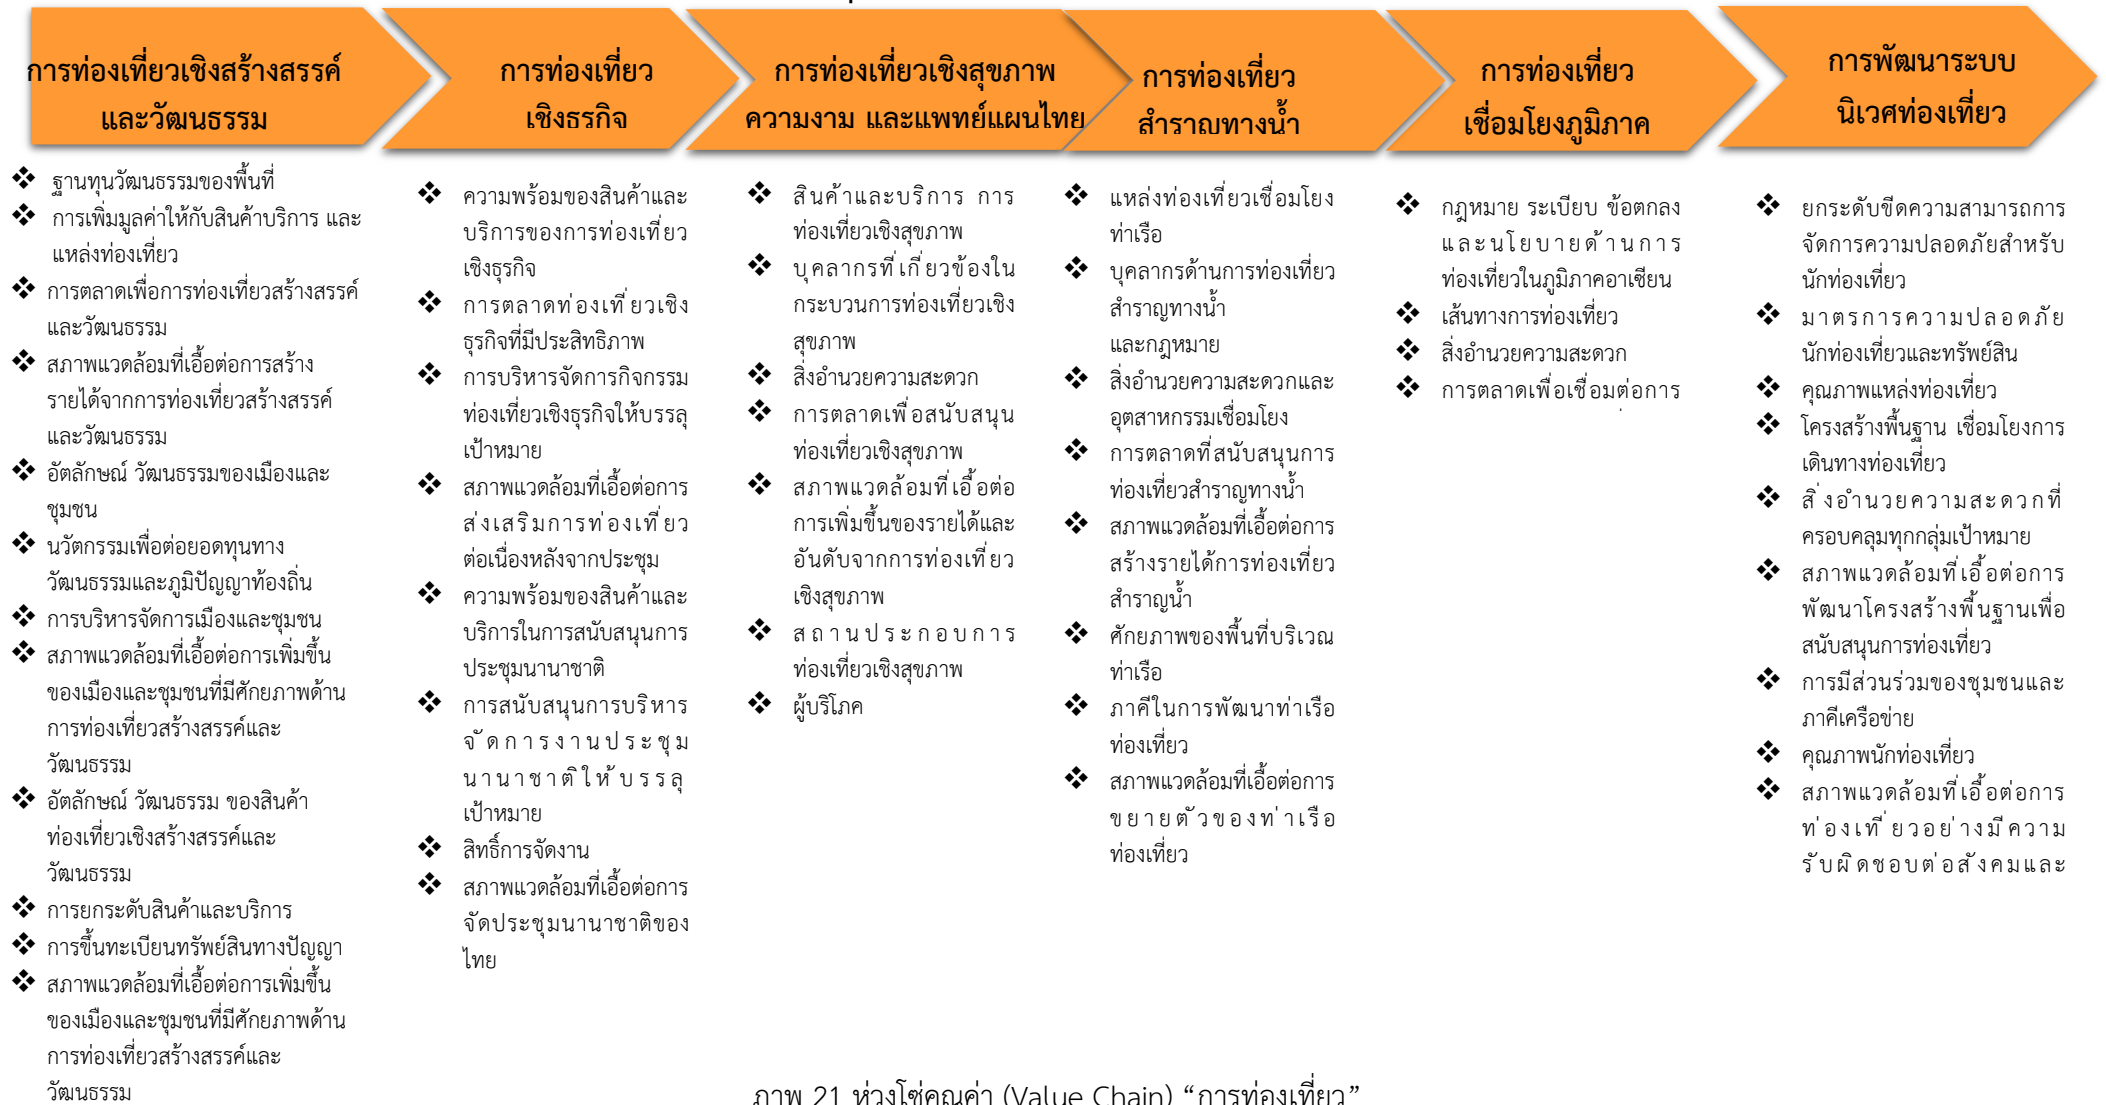 การท่องเที่ยวเชิงสร้างสรรค์
และวัฒนธรรม
การท่องเที่ยว
เชิงธุรกิจ
การท่องเที่ยวเชิงสุขภาพ
ความงาม และแพทย์แผนไทย
การท่องเที่ยว
สำราญทางน้ำ
การท่องเที่ยว
เชื่อมโยงภูมิภาค
การพัฒนาระบบ
นิเวศท่องเที่ยว
❖ ฐานทุนวัฒนธรรมของพื้นที่
❖ การเพิ่มมูลค่าให้กับสินค้าบริการ และ
แหล่งท่องเที่ยว
❖ การตลาดเพื่อการท่องเที่ยวสร้างสรรค์
และวัฒนธรรม
❖ สภาพแวดล้อมที่เอื้อต่อการสร้าง
รายได้จากการท่องเที่ยวสร้างสรรค์
และวัฒนธรรม
❖ อัตลักษณ์ วัฒนธรรมของเมืองและ
ชุมชน
❖ นวัตกรรมเพื่อต่อยอดทุนทาง
วัฒนธรรมและภูมิปัญญาท้องถิ่น
❖ การบริหารจัดการเมืองและชุมชน
❖ สภาพแวดล้อมที่เอื้อต่อการเพิ่มขึ้น
ของเมืองและชุมชนที่มีศักยภาพด้าน
การท่องเที่ยวสร้างสรรค์และ
วัฒนธรรม
❖ อัตลักษณ์ วัฒนธรรม ของสินค้า
ท่องเที่ยวเชิงสร้างสรรค์และ
วัฒนธรรม
❖ การยกระดับสินค้าและบริการ
❖ การขึ้นทะเบียนทรัพย์สินทางปัญญา
❖ สภาพแวดล้อมที่เอื้อต่อการเพิ่มขึ้น
ของเมืองและชุมชนที่มีศักยภาพด้าน
การท่องเที่ยวสร้างสรรค์และ
วัฒนธรรม
❖ ความพร้อมของสินค้าและ
บริการของการท่องเที่ยว
เชิงธุรกิจ
❖ การตลาดท่องเที่ยวเชิง
ธุรกิจที่มีประสิทธิภาพ
❖ การบริหารจัดการกิจกรรม
ท่องเที่ยวเชิงธุรกิจให้บรรลุ
เป้าหมาย
❖ สภาพแวดล้อมที่เอื้อต่อการ
ส่งเสริมการท่องเที่ยว
ต่อเนื่องหลังจากประชุม
❖ ความพร้อมของสินค้าและ
บริการในการสนับสนุนการ
ประชุมนานาชาติ
❖ การสนับสนุนการบริหาร
จัดการงานประชุม
นานาชาติให้บรรลุ
เป้าหมาย
❖ สิทธิ์การจัดงาน
❖ สภาพแวดล้อมที่เอื้อต่อการ
จัดประชุมนานาชาติของ
ไทย
❖ สินค้าและบริการ การ
ท่องเที่ยวเชิงสุขภาพ
❖ บุคลากรที่เกี่ยวข้องใน
กระบวนการท่องเที่ยวเชิง
สุขภาพ
❖ สิ่งอำนวยความสะดวก
❖ การตลาดเพื่อสนับสนุน
ท่องเที่ยวเชิงสุขภาพ
❖ สภาพแวดล้อมที่เอื้อต่อ
การเพิ่มขึ้นของรายได้และ
อันดับจากการท่องเที่ยว
เชิงสุขภาพ
❖ สถานประกอบการ
ท่องเที่ยวเชิงสุขภาพ
❖ ผู้บริโภค
❖ แหล่งท่องเที่ยวเชื่อมโยง
ท่าเรือ
❖ บุคลากรด้านการท่องเที่ยว
สำราญทางน้ำ
และกฎหมาย
❖ สิ่งอำนวยความสะดวกและ
อุตสาหกรรมเชื่อมโยง
❖ การตลาดที่สนับสนุนการ
ท่องเที่ยวสำราญทางน้ำ
❖ สภาพแวดล้อมที่เอื้อต่อการ
สร้างรายได้การท่องเที่ยว
สำราญน้ำ
❖ ศักยภาพของพื้นที่บริเวณ
ท่าเรือ
❖ ภาคีในการพัฒนาท่าเรือ
ท่องเที่ยว
❖ สภาพแวดล้อมที่เอื้อต่อการ
ขยายตัวของท่าเรือ
ท่องเที่ยว
❖ กฎหมาย ระเบียบ ข้อตกลง
และนโยบายด้านการ
ท่องเที่ยวในภูมิภาคอาเซียน
❖ เส้นทางการท่องเที่ยว
❖ สิ่งอำนวยความสะดวก
❖ การตลาดเพื่อเชื่อมต่อการ
❖ ยกระดับขีดความสามารถการ
จัดการความปลอดภัยสำหรับ
นักท่องเที่ยว
❖ มาตรการความปลอดภัย
นักท่องเที่ยวและทรัพย์สิน
❖ คุณภาพแหล่งท่องเที่ยว
❖ โครงสร้างพื้นฐาน เชื่อมโยงการ
เดินทางท่องเที่ยว
❖ สิ่งอำนวยความสะดวกที่
ครอบคลุมทุกกลุ่มเป้าหมาย
❖ สภาพแวดล้อมที่เอื้อต่อการ
พัฒนาโครงสร้างพื้นฐานเพื่อ
สนับสนุนการท่องเที่ยว
❖ การมีส่วนร่วมของชุมชนและ
ภาคีเครือข่าย
❖ คุณภาพนักท่องเที่ยว
❖ สภาพแวดล้อมที่เอื้อต่อการ
ท่องเที่ยวอย่างมีความ
รับผิดชอบต่อสังคมและ
ภาพ 21 ห่วงโซ่คุณค่า (Value Chain) “การท่องเที่ยว”